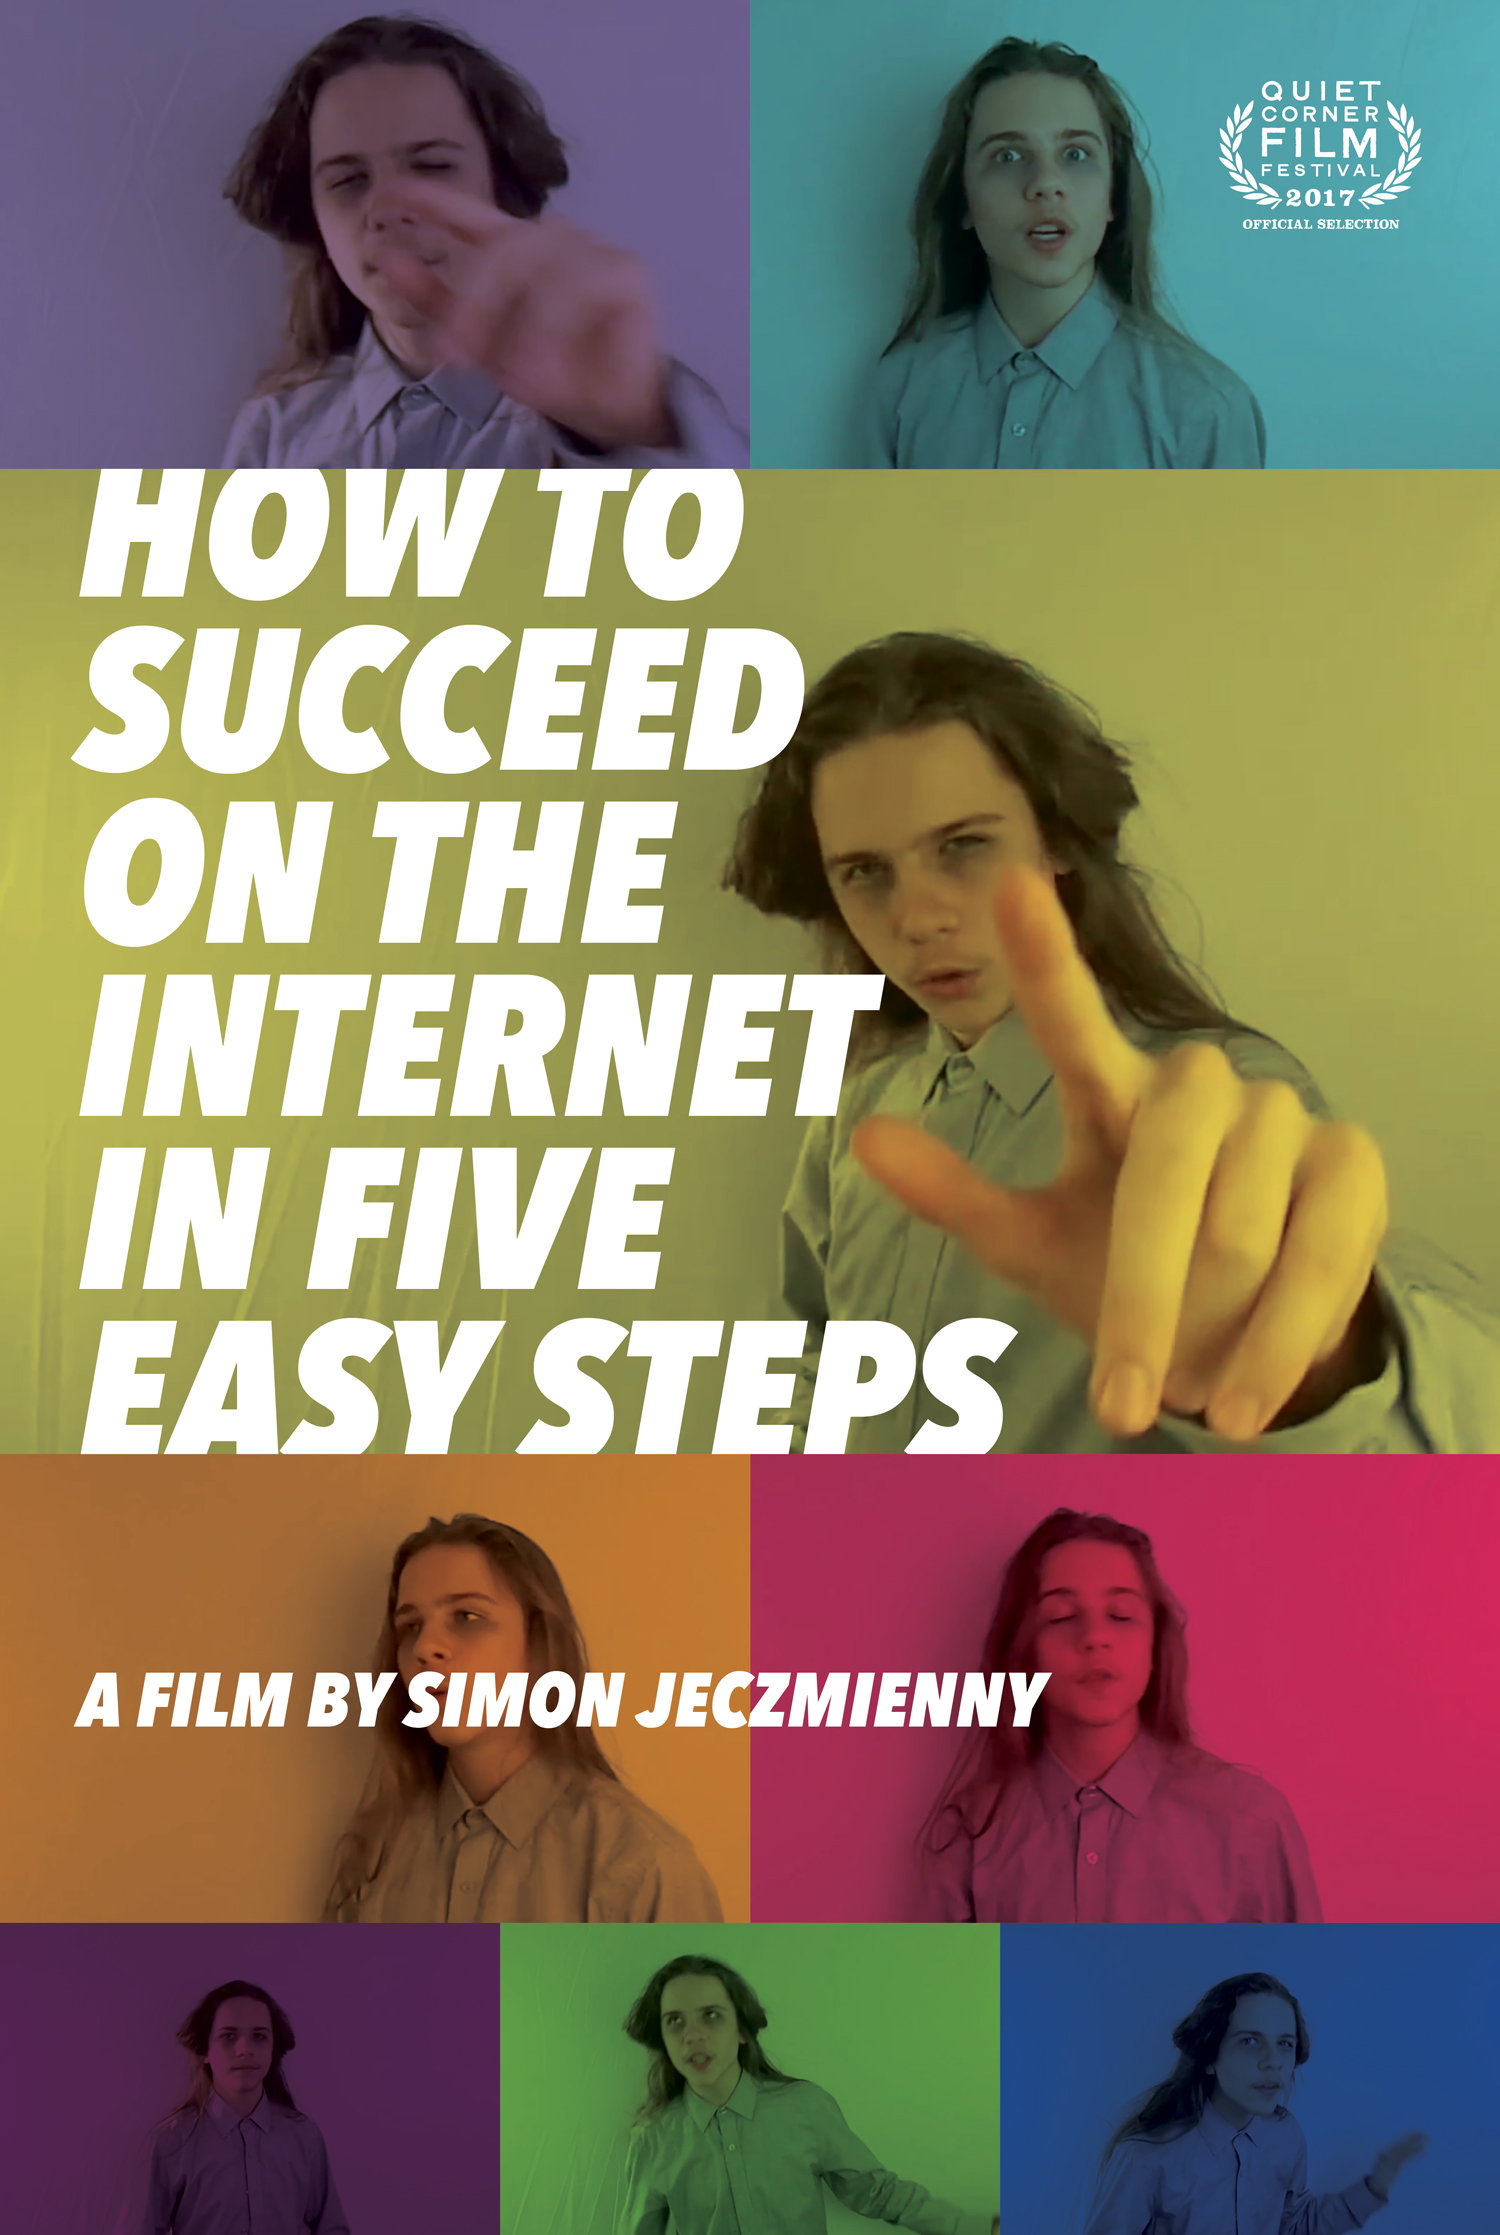 QUIET
CORNER
FILM
FESTIVAL
2017
OFFICIAL SELECTION
HOW TO
SUCCEED
ON THE
INTERNET
IN FIVE
EASY STEPS
A FILM BY SIMON JECZMIENNY